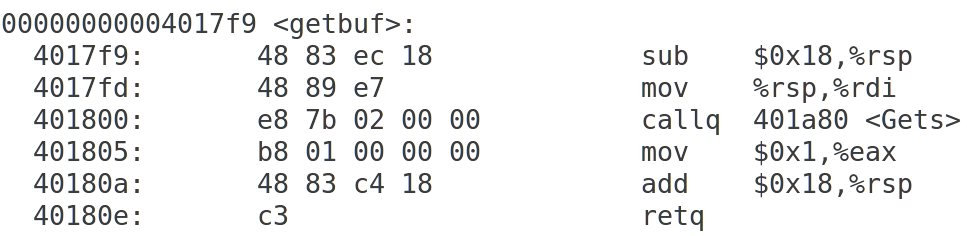 00000000004017f9 <getbuf>:
4017f9: 48 83 ec 18 sub $0x18,%rsp
4017fd: 48 89 e7 mov %rsp,%rdi
401800: e8 7b 02 00 00 callq 401a80 <Gets>
401805: b8 01 00 00 00 mov $0x1,%eax
40180a: 48 83 c4 18 add $0x18,%rsp
40180e: c3 retq